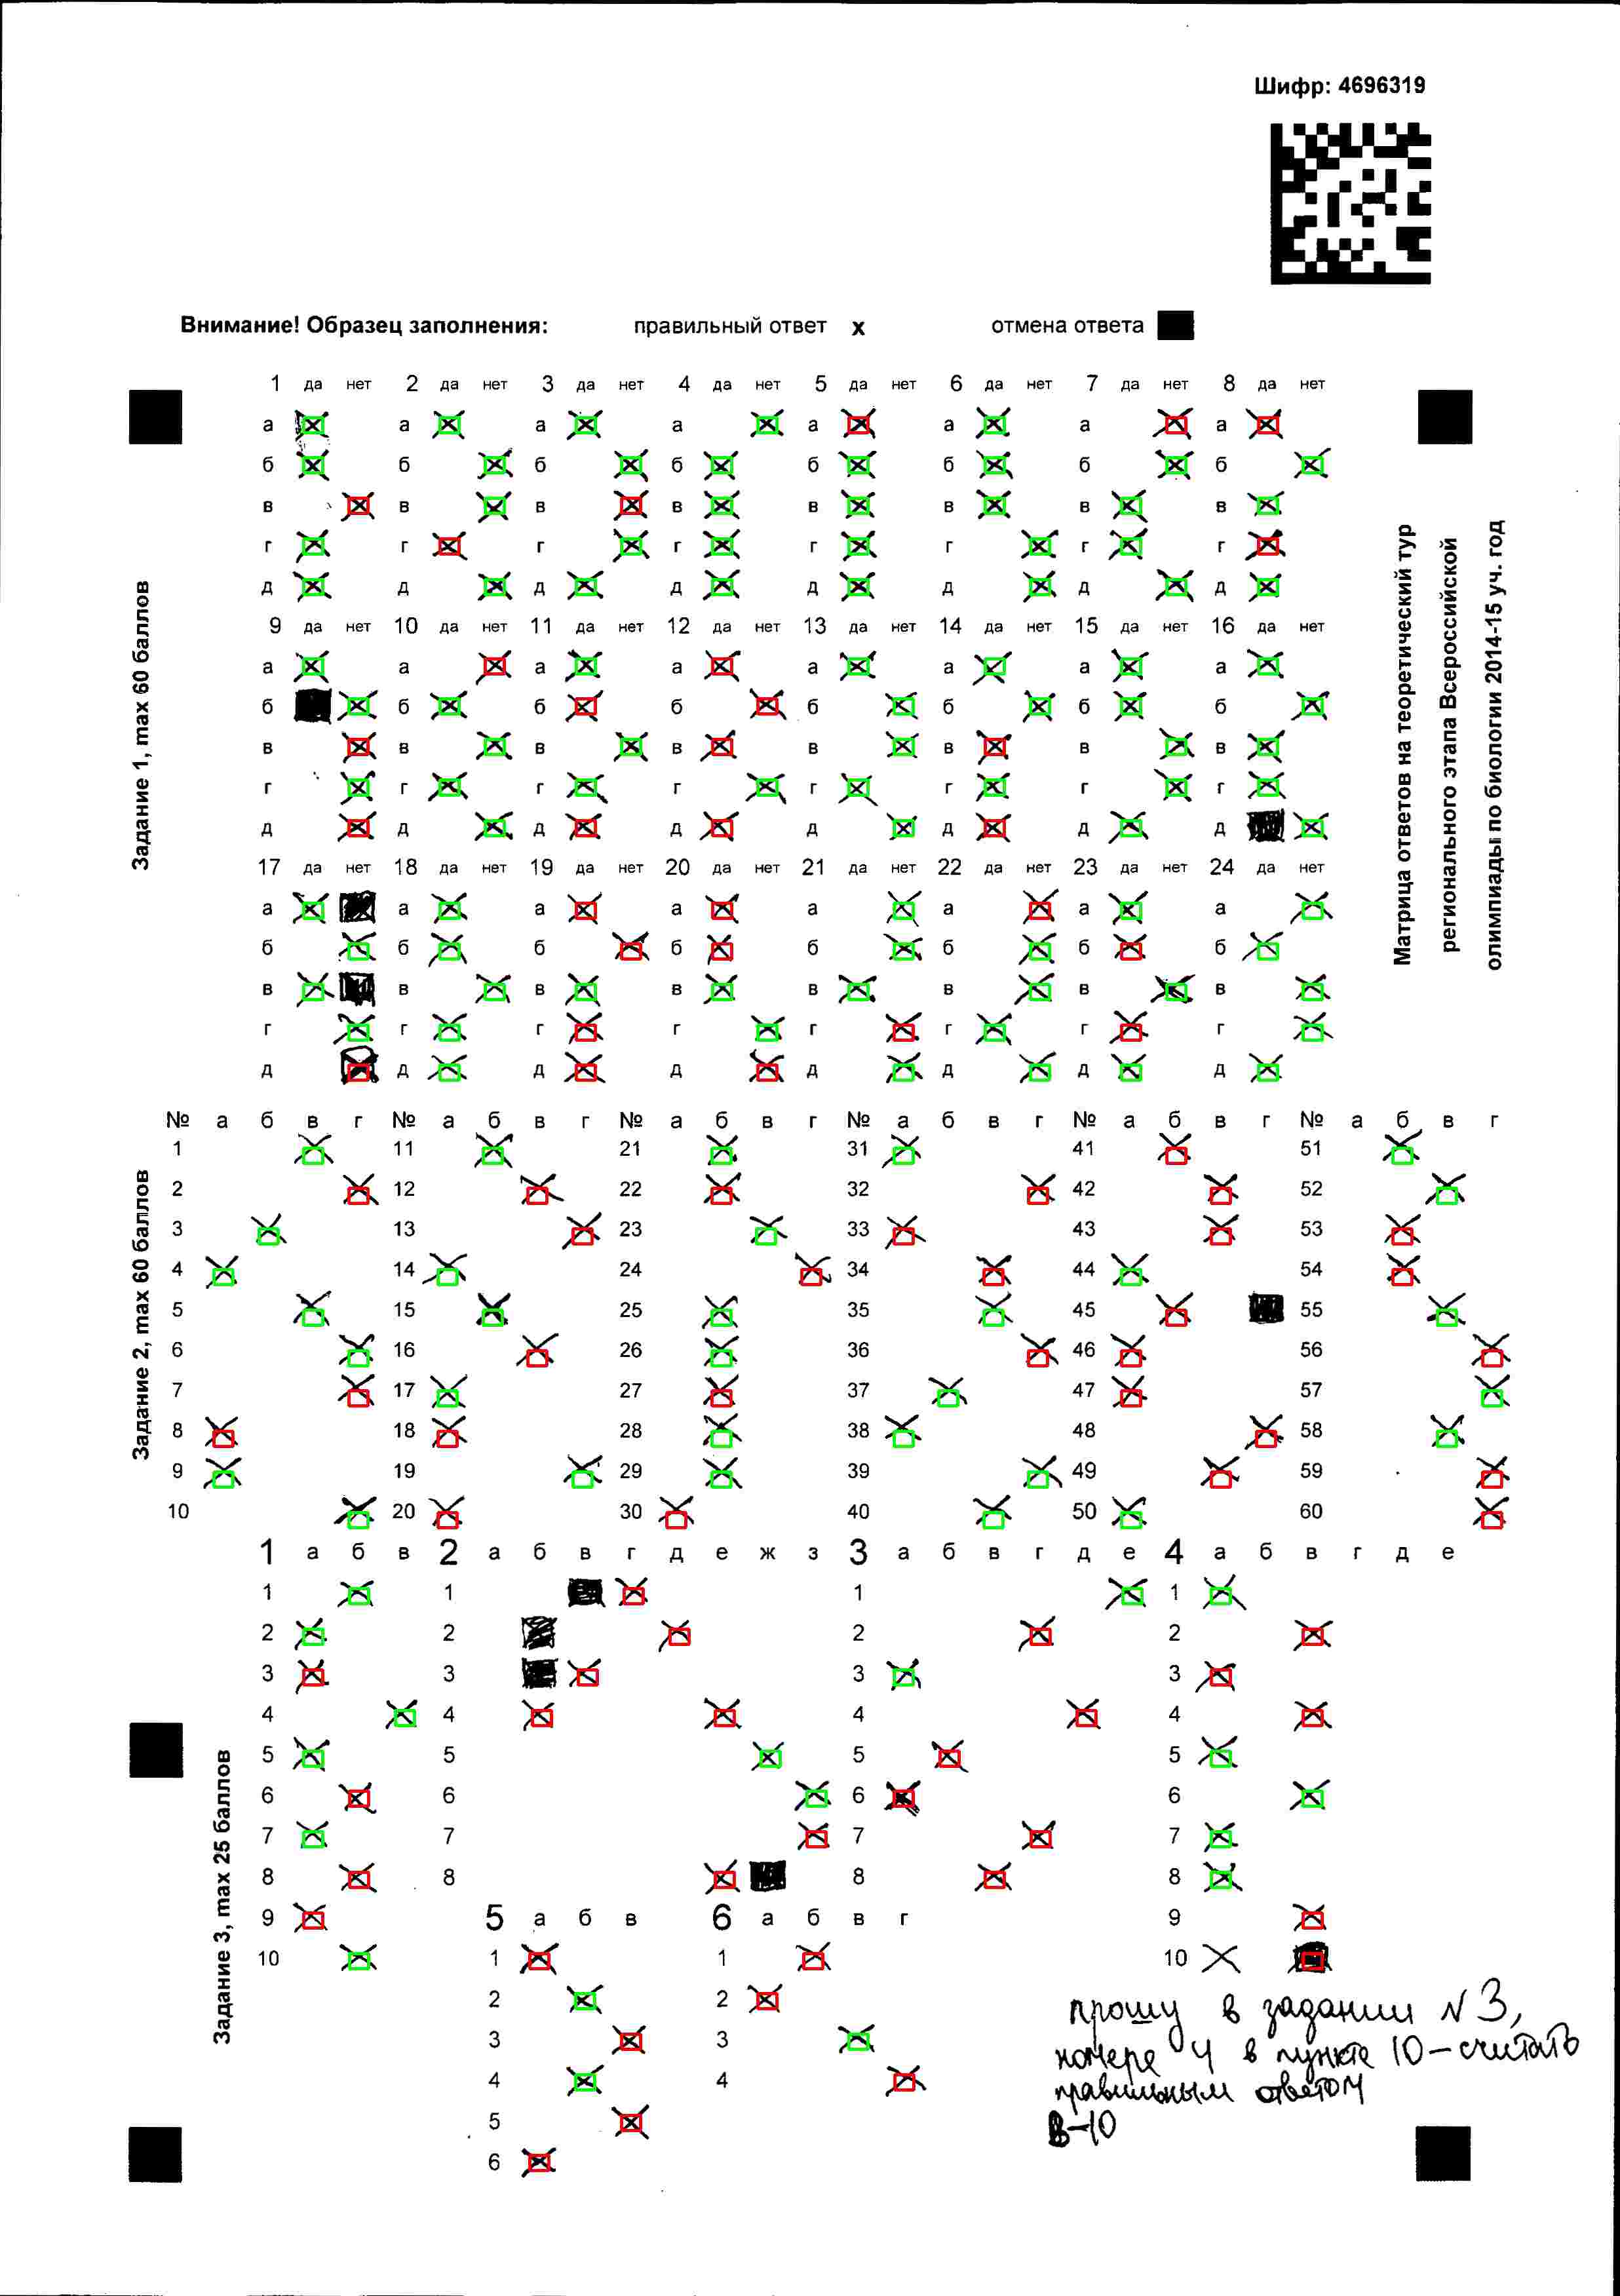 Шифр: 4696319
Внимание! Образец заполнения: правильный ответ x отмена ответа
1 да нет 2 да нет 3 да нет 4 да нет 5 да нет 6 да нет 7 да нет 8 да нет
а а а а а а а а
б б б б б б б б
в в в в в в в в
г г г г г г г г
д д д д д д д д
9 да нет 10 да нет 11 да нет 12 да нет 13 да нет 14 да нет 15 да нет 16 да нет
а а а а а а а а
б б б б б б б б
в в в в в в в в
г г г г г г г г
д д д д д д д д
17 да нет 18 да нет 19 да нет 20 да нет 21 да нет 22 да нет 23 да нет 24 да нет
а а а а а а а а
б б б б б б б б
в в в в в в в в
г г г г г г г г
д д д д д д д д
Задание 1, max 60 баллов
Матрица ответов на теоретический тур
регионального этапа Всероссийской
олимпиады по биологии 2014-15 уч. год
№ а б в г № а б в г № а б в г № а б в г № а б в г № а б в г
1 11 21 31 41 51
2 12 22 32 42 52
3 13 23 33 43 53
4 14 24 34 44 54
5 15 25 35 45 55
6 16 26 36 46 56
7 17 27 37 47 57
8 18 28 38 48 58
9 19 29 39 49 59
10 20 30 40 50 60
Задание 2, max 60 баллов
1 а б в 2 а б в г д е ж з 3 а б в г д е 4 а б в г д е
1 1 1 1
2 2 2 2
3 3 3 3
4 4 4 4
5 5 5 5
6 6 6 6
7 7 7 7
8 8 8 8
9 5 а б в 6 а б в г 9
10 1 1 10
2 2
3 3
4 4
5
6
Задание 3, max 25 баллов
прошу в задании №3,
номере 4 в пункте 10 – считать
правильным ответом
В-10